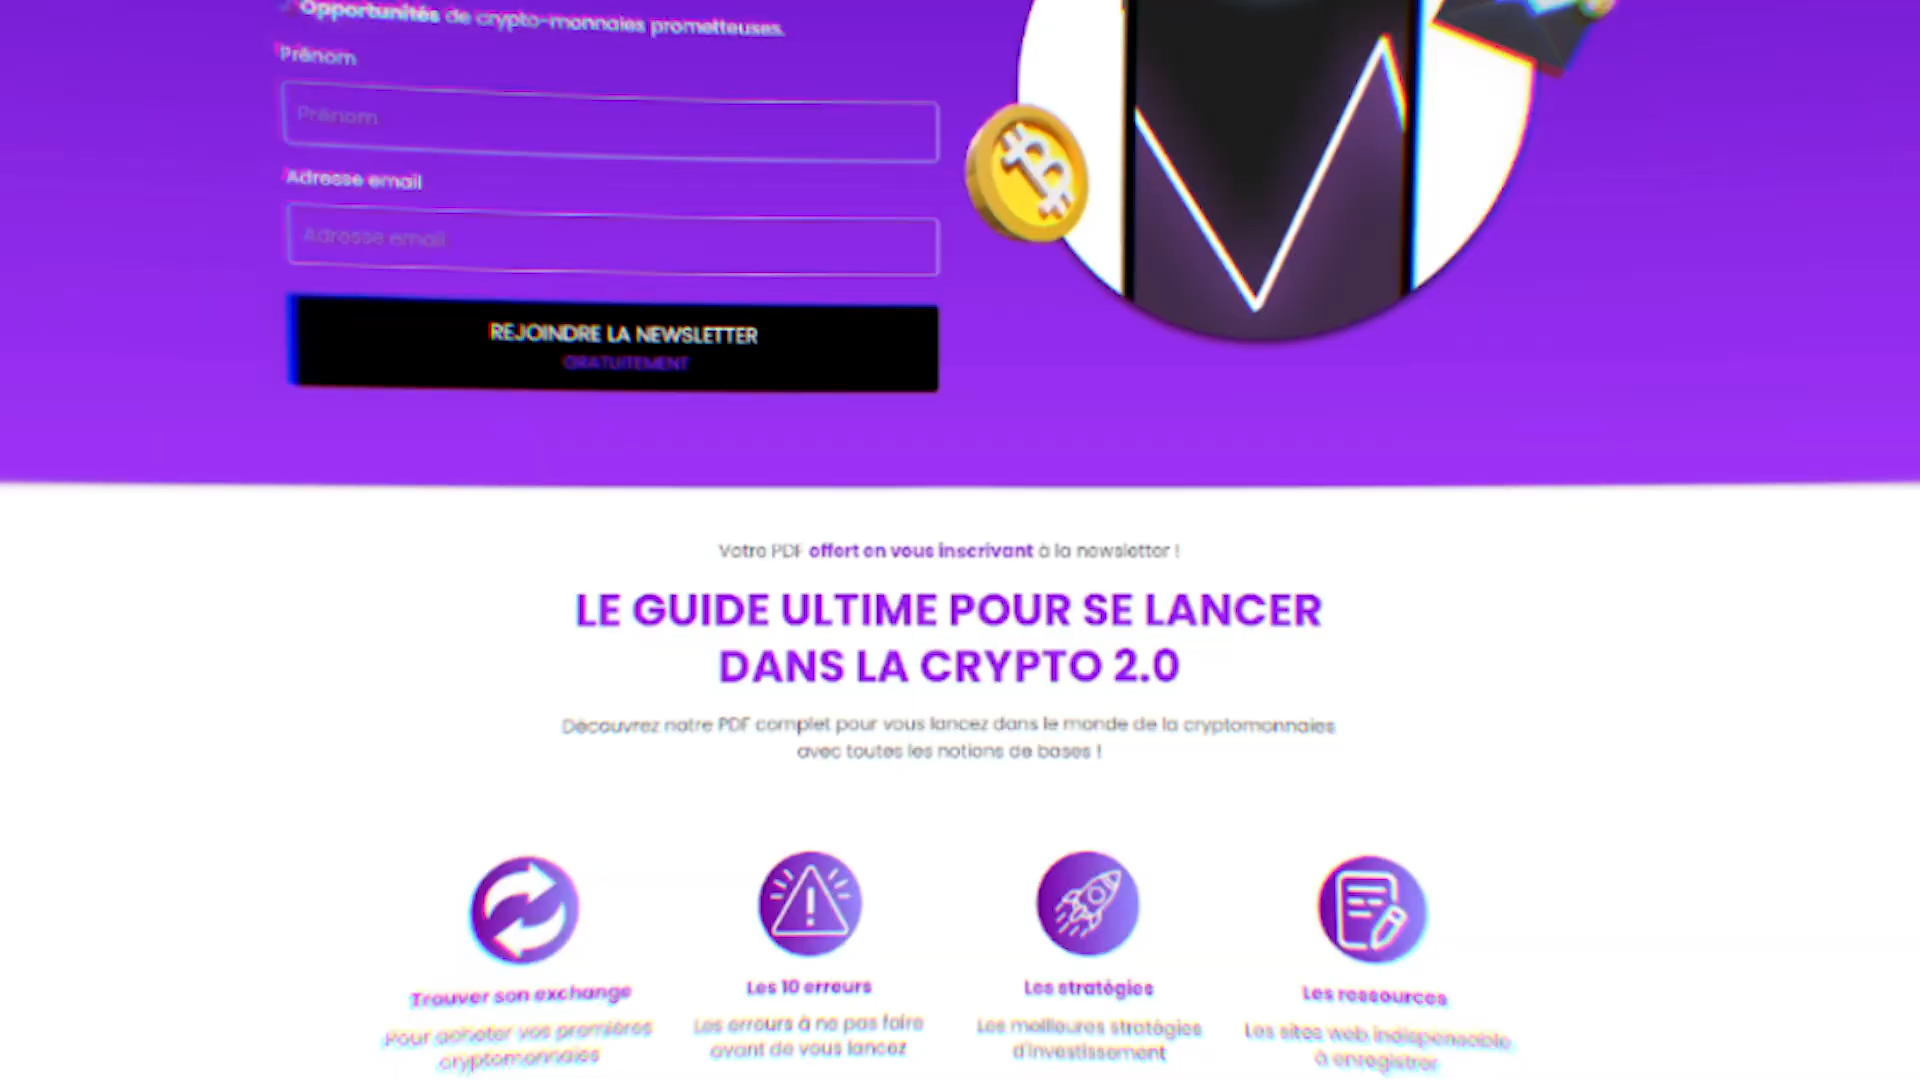 Opportunités de crypto-monnaies prometteuses.
Prénom
Prénom
Adresse email
Adresse email
REJOINDRE LA NEWSLETTER
GRATUITEMENT
Votre PDF offert en vous inscrivant à la newsletter !
LE GUIDE ULTIME POUR SE LANCER
DANS LA CRYPTO 2.0
Découvrez notre PDF complet pour vous lancez dans le monde de la cryptomonnaies
avec toutes les notions de bases !
Trouver son exchange
Pour acheter vos premières
cryptomonnaies
Les 10 erreurs
Les erreurs à ne pas faire
avant de vous lancez
Les stratégies
Les meilleures stratégies
d'investissement
Les ressources
Les sites web indispensable
à enregistrer